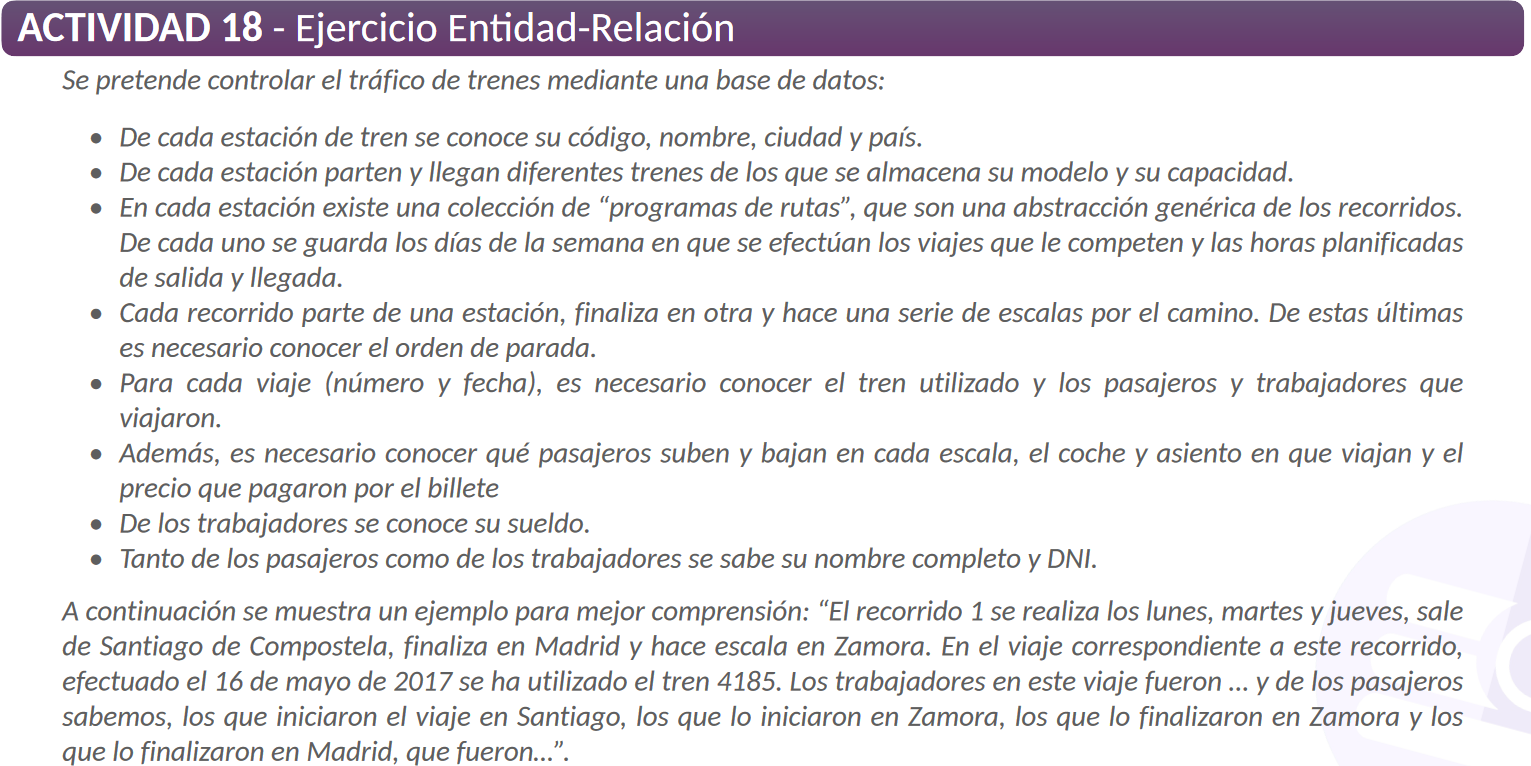 ACTIVIDAD 18 - Ejercicio Entidad-Relación
Se pretende controlar el tráfico de trenes mediante una base de datos:
• De cada estación de tren se conoce su código, nombre, ciudad y país.
• De cada estación parten y llegan diferentes trenes de los que se almacena su modelo y su capacidad.
• En cada estación existe una colección de “programas de rutas”, que son una abstracción genérica de los recorridos.
De cada uno se guarda los días de la semana en que se efectúan los viajes que le competen y las horas planificadas
de salida y llegada.
• Cada recorrido parte de una estación, finaliza en otra y hace una serie de escalas por el camino. De estas últimas
es necesario conocer el orden de parada.
• Para cada viaje (número y fecha), es necesario conocer el tren utilizado y los pasajeros y trabajadores que
viajaron.
• Además, es necesario conocer qué pasajeros suben y bajan en cada escala, el coche y asiento en que viajan y el
precio que pagaron por el billete
• De los trabajadores se conoce su sueldo.
• Tanto de los pasajeros como de los trabajadores se sabe su nombre completo y DNI.
A continuación se muestra un ejemplo para mejor comprensión: “El recorrido 1 se realiza los lunes, martes y jueves, sale
de Santiago de Compostela, finaliza en Madrid y hace escala en Zamora. En el viaje correspondiente a este recorrido,
efectuado el 16 de mayo de 2017 se ha utilizado el tren 4185. Los trabajadores en este viaje fueron ... y de los pasajeros
sabemos, los que iniciaron el viaje en Santiago, los que lo iniciaron en Zamora, los que lo finalizaron en Zamora y los
que lo finalizaron en Madrid, que fueron...”.